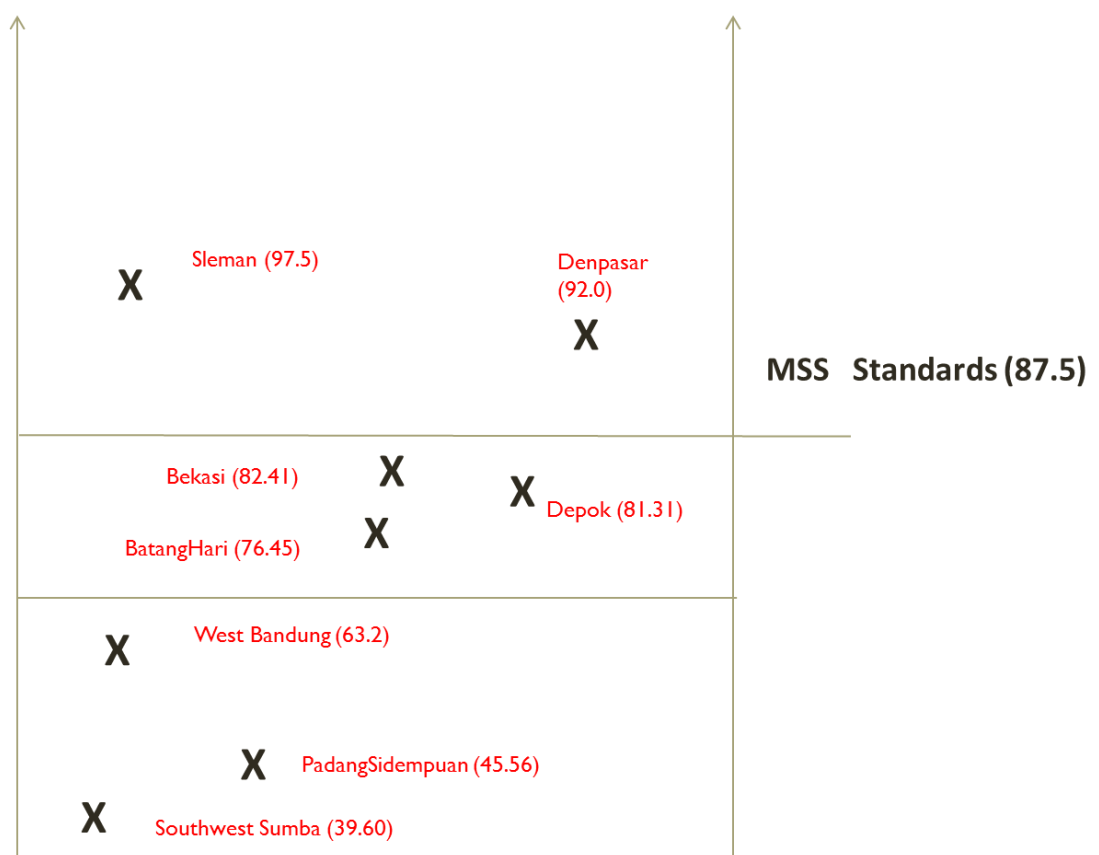 Sleman (97.5)
Denpasar
(92.0)
X
X
MSS Standards (87.5)
Bekasi (82.41)
X
X
Depok (81.31)
BatangHari (76.45)
X
West Bandung (63.2)
X
X
PadangSidempuan (45.56)
X
Southwest Sumba (39.60)